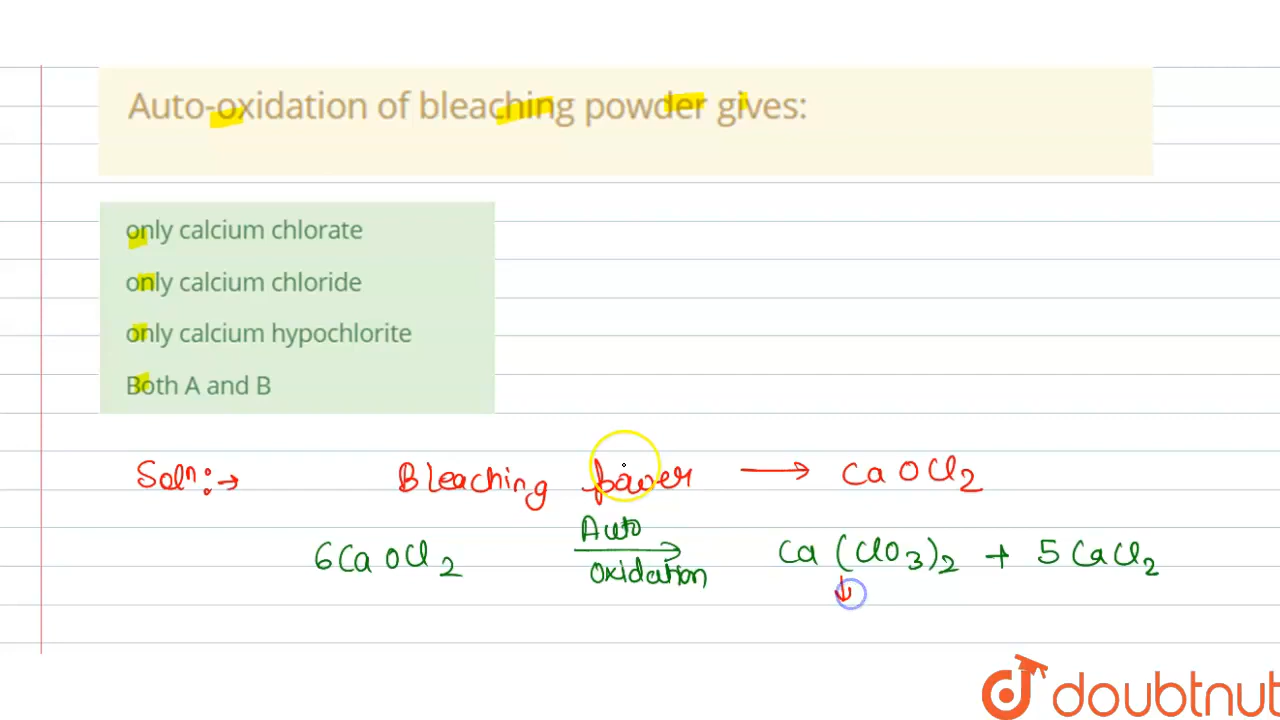 Auto-oxidation of bleaching powder gives:
only calcium chlorate
only calcium chloride
only calcium hypochlorite
Both A and B
Soln:→ Bleaching power → CaOCl2
6CaOCl2 Auto Oxidation → Ca(ClO3)2 + 5CaCl2
↓
doubtnut